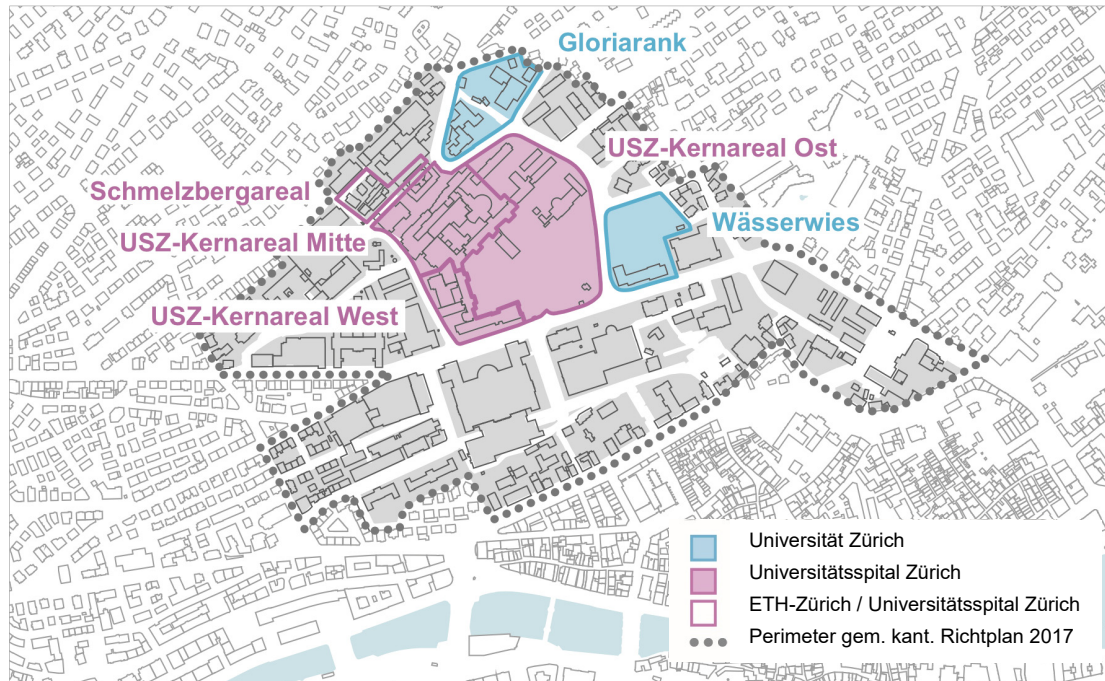 Gloriarank
USZ-Kernareal Ost
Schmelzbergareal
Wässerwies
USZ-Kernareal Mitte
USZ-Kernareal West
Universität Zürich
Universitätsspital Zürich
ETH-Zürich / Universitätsspital Zürich
Perimeter gem. kant. Richtplan 2017